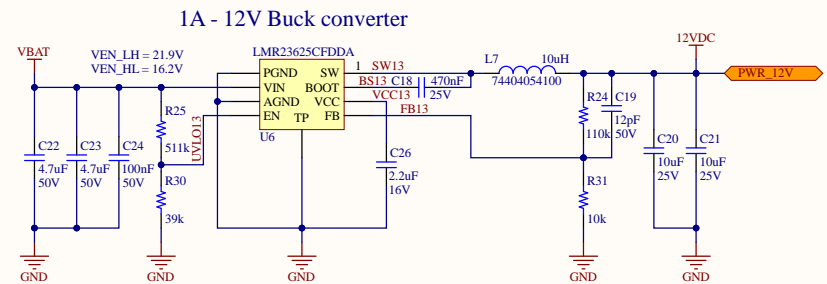 1A - 12V Buck converter
VBAT
VEN_LH = 21.9V
VEN_HL = 16.2V
LMR23625CFDDA
PGND
VIN
AGND
EN
TP
SW
BOOT
VCC
FB
U6
1
SW13
BS13
VCC13
FB13
C18
470nF
25V
L7
10uH
74404054100
12VDC
PWR_12V
R25
511k
UVLO13
R30
39k
C22
4.7uF
50V
C23
4.7uF
50V
C24
100nF
50V
C26
2.2uF
16V
R24
110k
C19
12pF
50V
R31
10k
C20
10uF
25V
C21
10uF
25V
GND
GND
GND
GND
GND